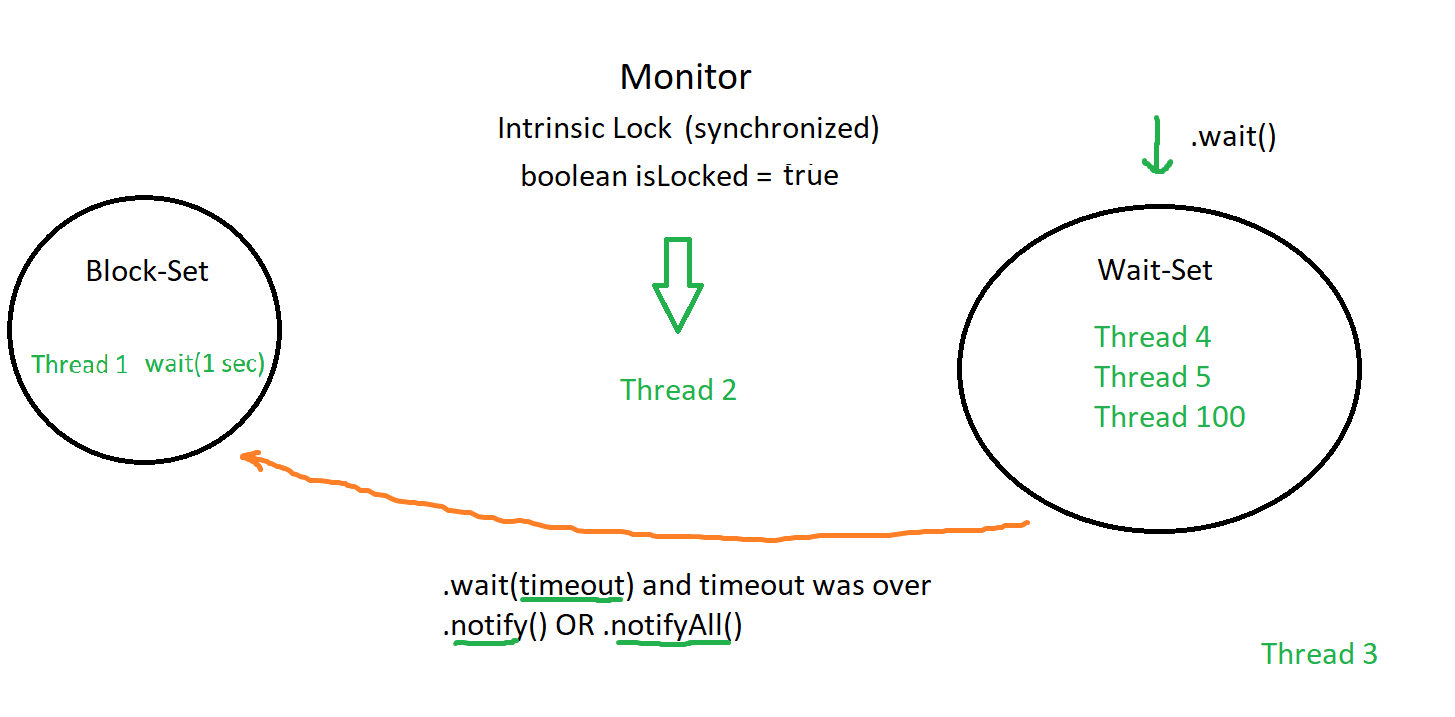 Monitor
Intrinsic Lock (synchronized)
boolean isLocked = true
.wait()
Block-Set
Thread 1 wait(1 sec)
Thread 2
Wait-Set
Thread 4
Thread 5
Thread 100
.wait(timeout) and timeout was over
.notify() OR .notifyAll()
Thread 3